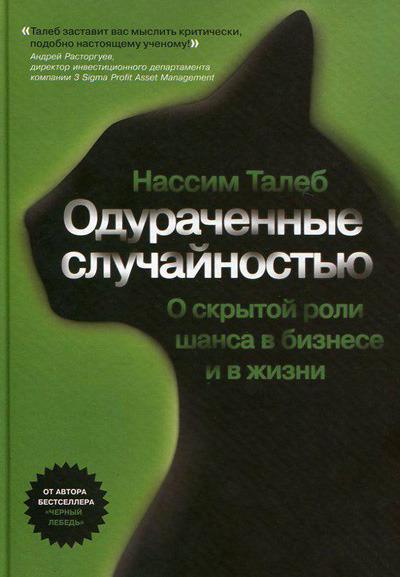 «Талеб заставит вас мыслить критически,
подобно настоящему ученому!»
Андрей Расторгуев,
директор инвестиционного департамента
компании 3 Sigma Profit Asset Management
Нассим Талеб
Одураченные
случайностью
О скрытой роли
шанса в бизнесе
и в жизни
ОТ АВТОРА
БЕСТСЕЛЛЕРА
«ЧЕРНЫЙ
ЛЕБЕДЬ»